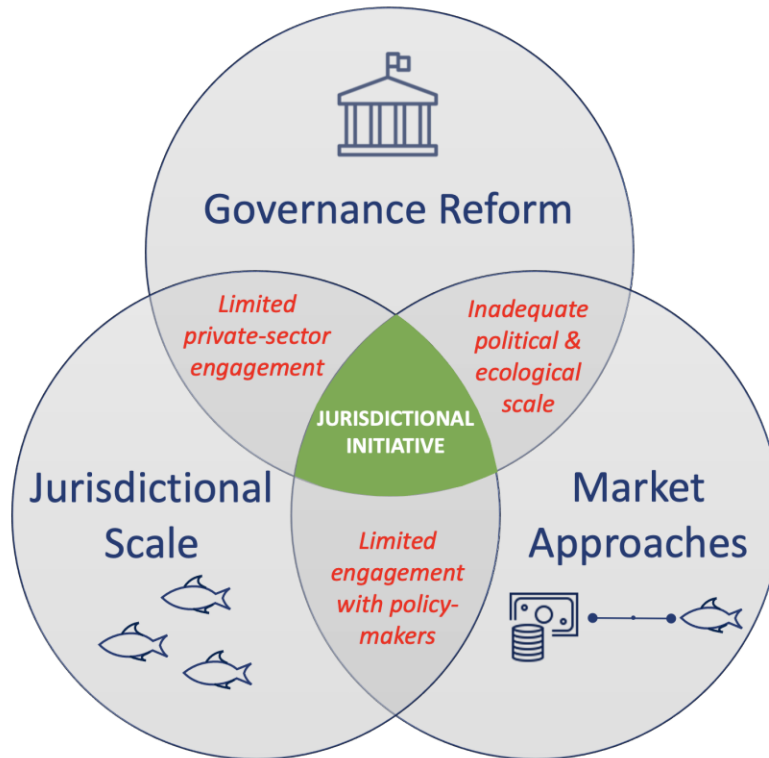 Governance Reform
Limited
private-sector
engagement
Inadequate
political &
ecological
scale
JURISDICTIONAL
INITIATIVE
Jurisdictional
Scale
Market
Approaches
Limited
engagement
with policy-
makers